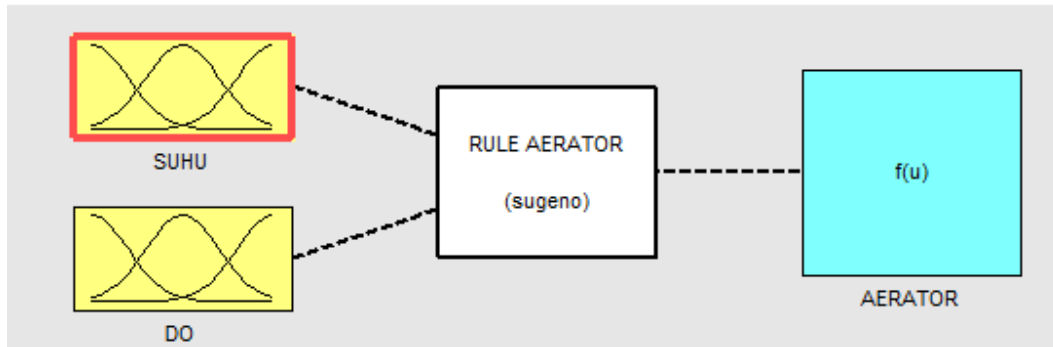 SUHU
DO
RULE AERATOR
(sugeno)
f(u)
AERATOR